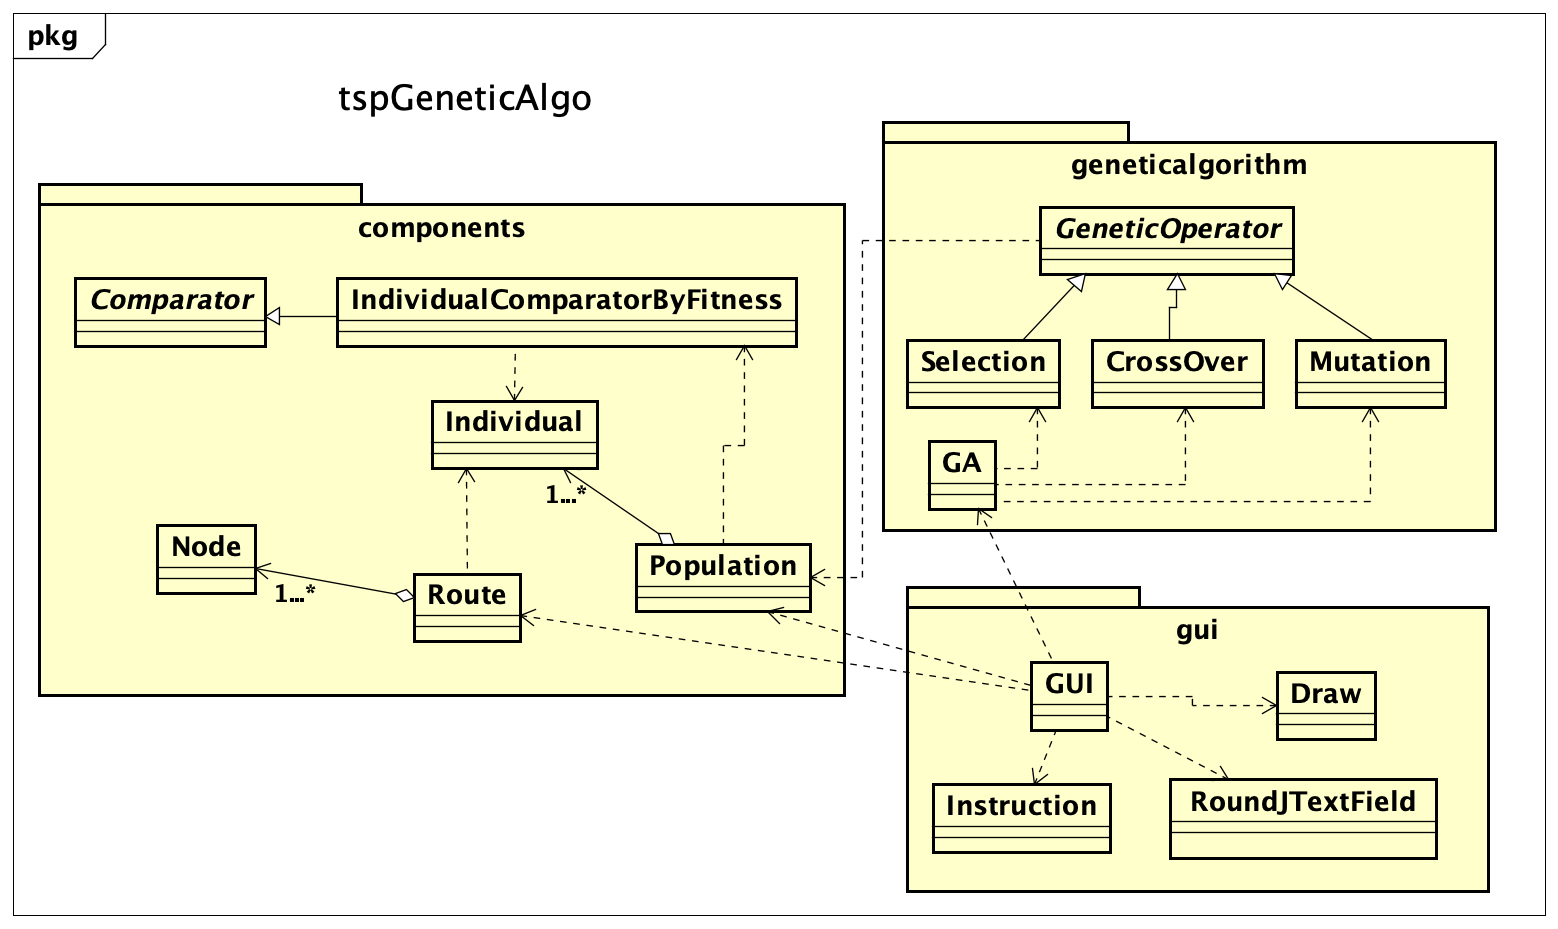 pkg
tspGeneticAlgo
components
Comparator
IndividualComparatorByFitness
Individual
1...*
Node
1...*
Route
Population
geneticalgorithm
GeneticOperator
Selection
CrossOver
Mutation
GA
gui
GUI
Draw
Instruction
RoundJTextField